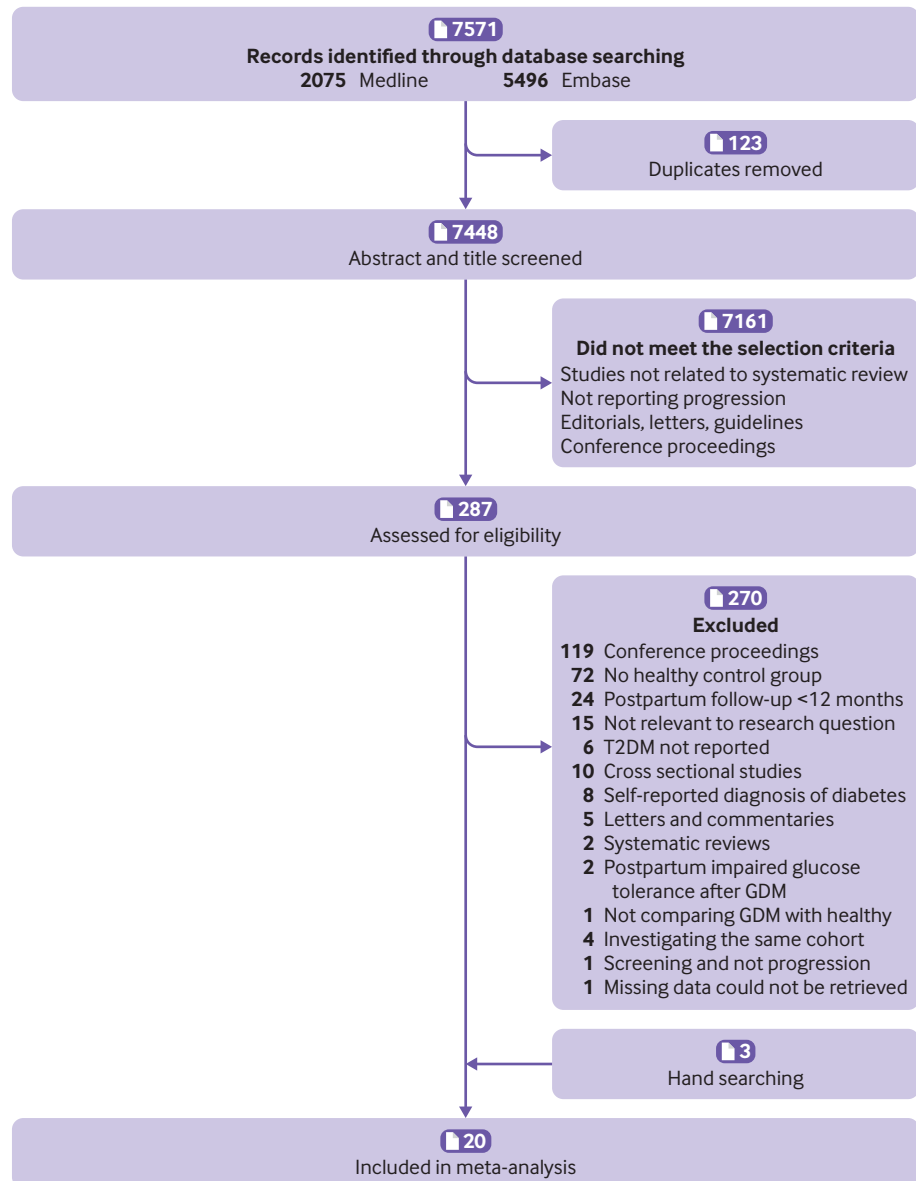 7571
Records identified through database searching
2075 Medline 5496 Embase
123
Duplicates removed
7448
Abstract and title screened
7161
Did not meet the selection criteria
Studies not related to systematic review
Not reporting progression
Editorials, letters, guidelines
Conference proceedings
287
Assessed for eligibility
270
Excluded
119 Conference proceedings
72 No healthy control group
24 Postpartum follow-up <12 months
15 Not relevant to research question
6 T2DM not reported
10 Cross sectional studies
8 Self-reported diagnosis of diabetes
5 Letters and commentaries
2 Systematic reviews
2 Postpartum impaired glucose
tolerance after GDM
1 Not comparing GDM with healthy
4 Investigating the same cohort
1 Screening and not progression
1 Missing data could not be retrieved
3
Hand searching
20
Included in meta-analysis